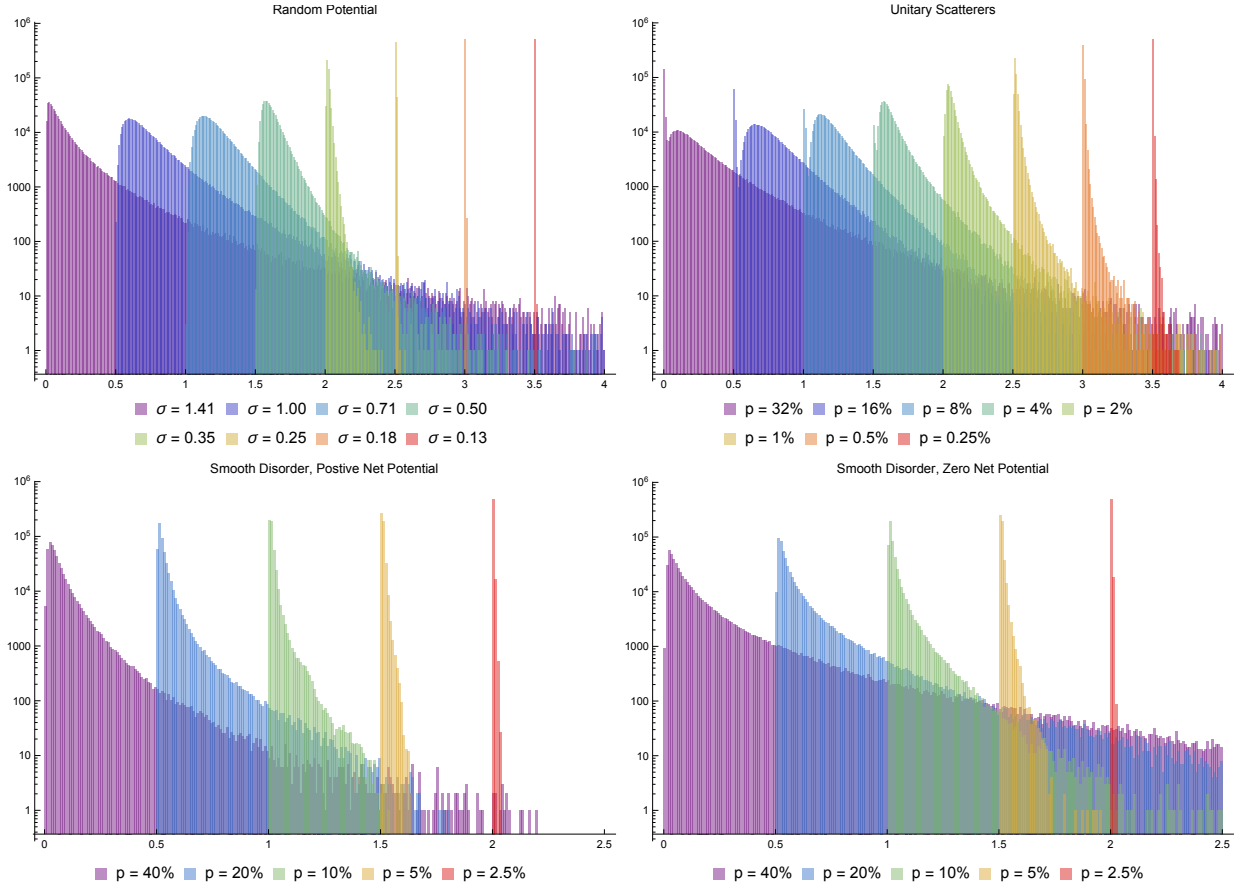 Random Potential
10^6
10^5
10^4
1000
100
10
1
0 0.5 1 1.5 2 2.5 3 3.5 4
σ = 1.41 σ = 1.00 σ = 0.71 σ = 0.50
σ = 0.35 σ = 0.25 σ = 0.18 σ = 0.13
Unitary Scatterers
10^6
10^5
10^4
1000
100
10
1
0 0.5 1 1.5 2 2.5 3 3.5 4
p = 32% p = 16% p = 8% p = 4% p = 2%
p = 1% p = 0.5% p = 0.25%
Smooth Disorder, Postive Net Potential
10^6
10^5
10^4
1000
100
10
1
0 0.5 1 1.5 2 2.5
p = 40% p = 20% p = 10% p = 5% p = 2.5%
Smooth Disorder, Zero Net Potential
10^6
10^5
10^4
1000
100
10
1
0 0.5 1 1.5 2 2.5
p = 40% p = 20% p = 10% p = 5% p = 2.5%